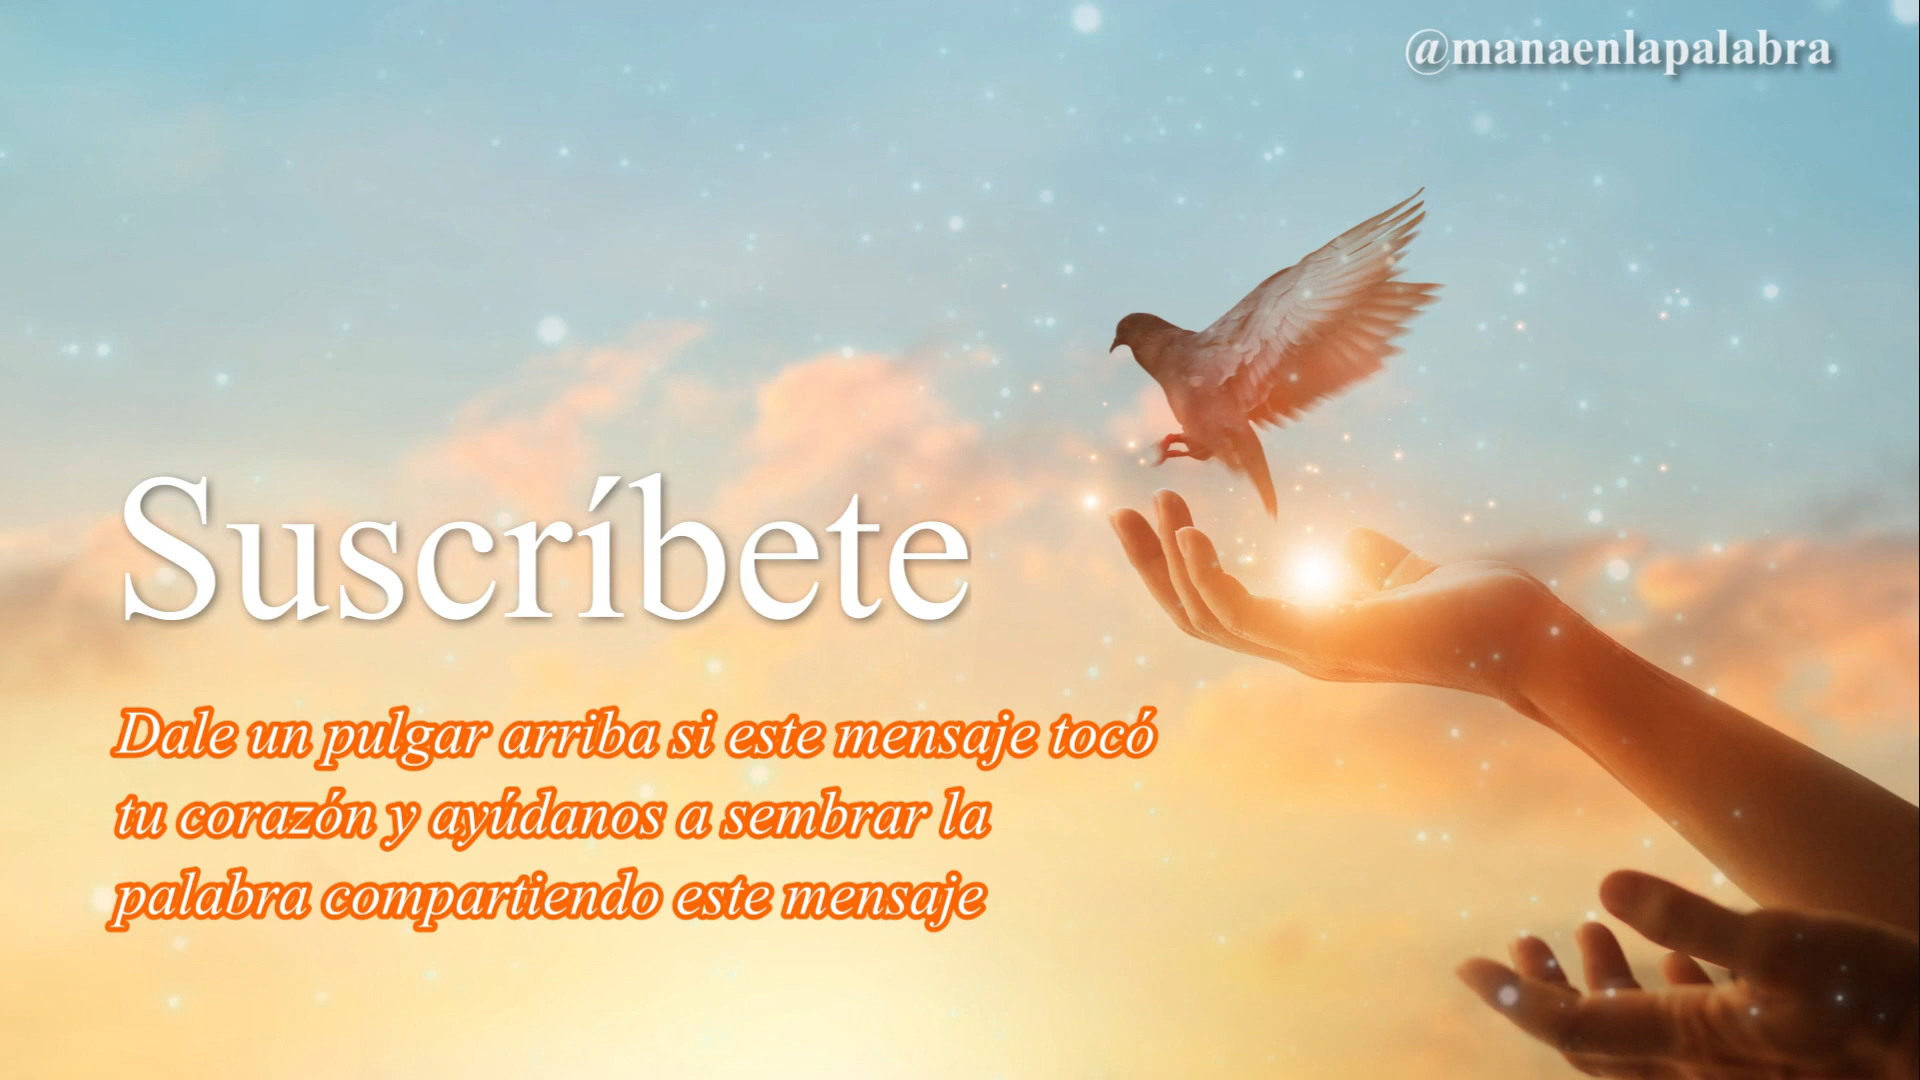 @manaenlapalabra
Suscríbete
Dale un pulgar arriba si este mensaje tocó
tu corazón y ayúdanos a sembrar la
palabra compartiendo este mensaje